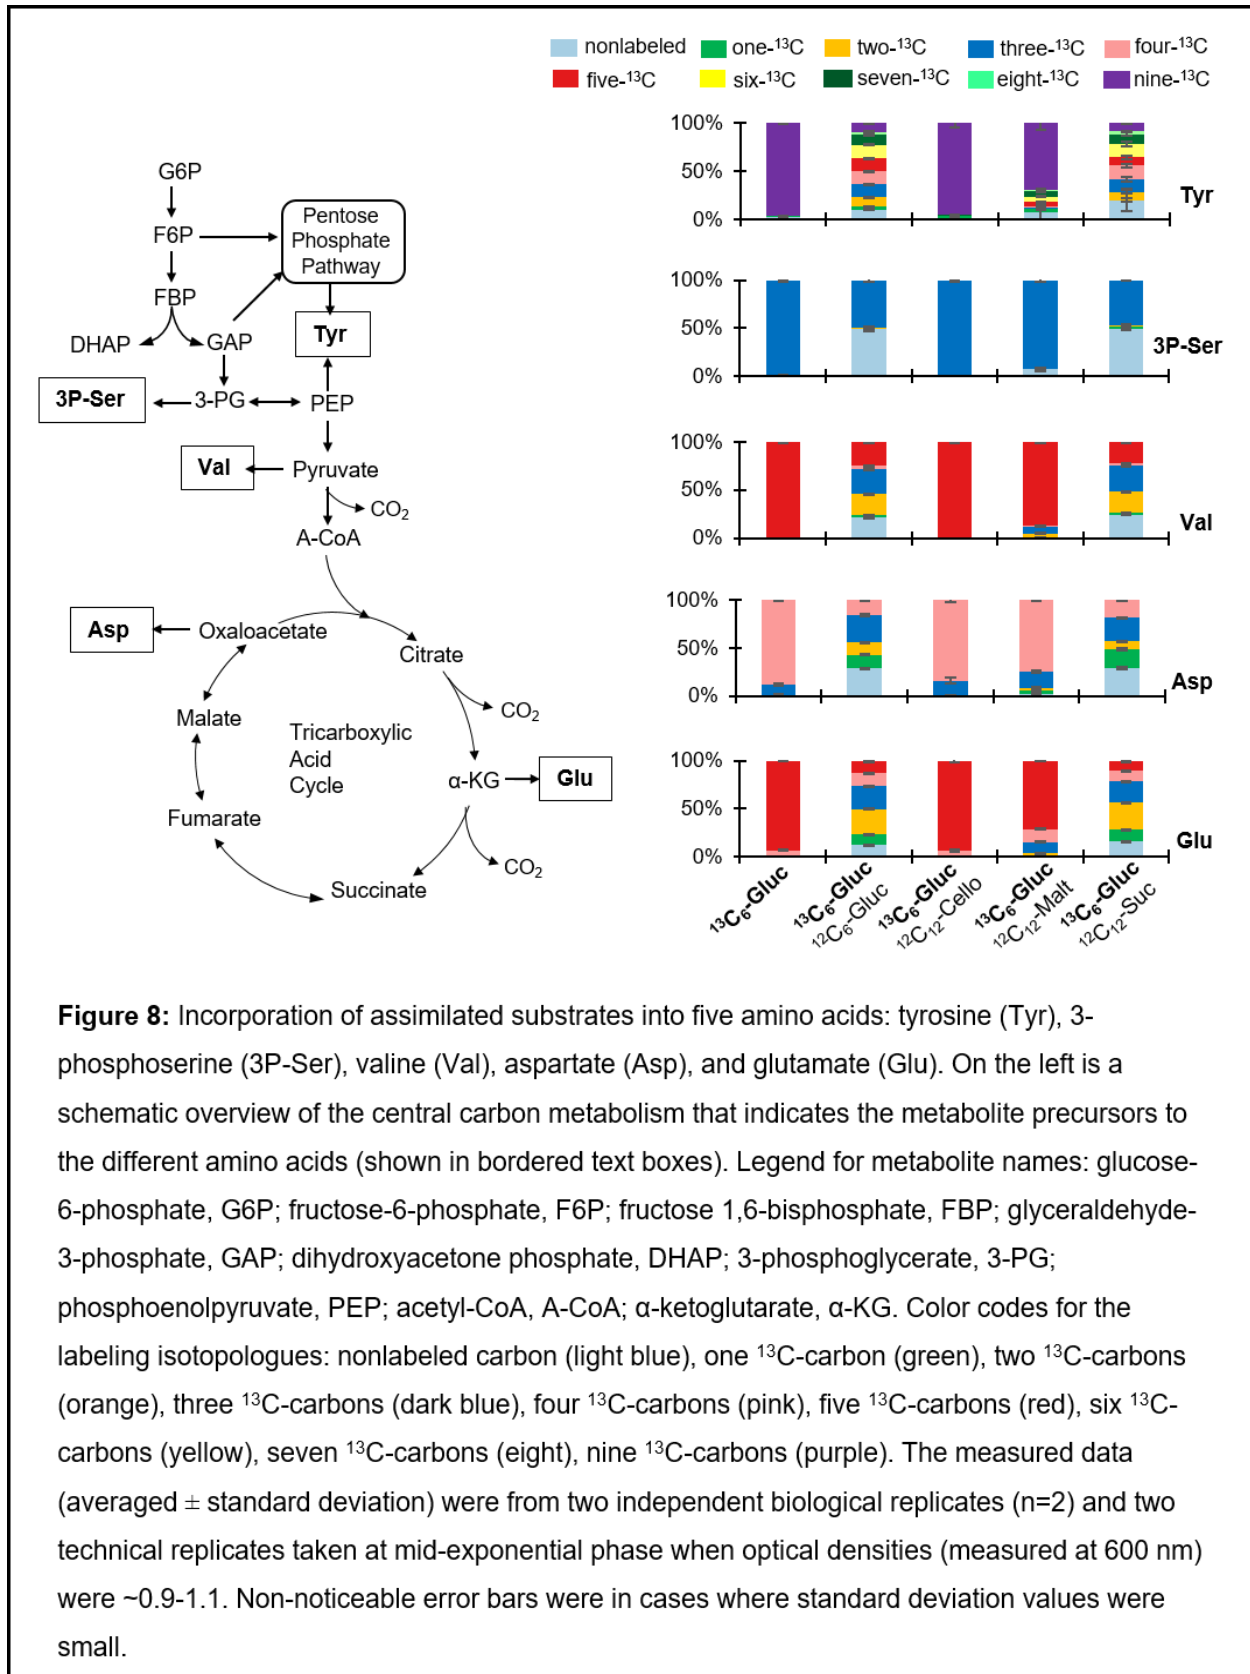 nonlabeled one-¹³C two-¹³C three-¹³C four-¹³C
five-¹³C six-¹³C seven-¹³C eight-¹³C nine-¹³C
G6P
F6P
Pentose
Phosphate
Pathway
FBP
DHAP
GAP
Tyr
3P-Ser
3-PG
PEP
Val
Pyruvate
CO₂
A-CoA
Asp
Oxaloacetate
Citrate
CO₂
Malate
Tricarboxylic
Acid
Cycle
α-KG
Glu
Fumarate
CO₂
Succinate
100%
50%
0%
Tyr
100%
50%
0%
3P-Ser
100%
50%
0%
Val
100%
50%
0%
Asp
100%
50%
0%
Glu
¹³C₆-Gluc
¹³C₆-Gluc
¹²C₆-Gluc
¹³C₆-Gluc
¹²C₁₂-Cello
¹³C₆-Gluc
¹²C₁₂-Malt
¹³C₆-Gluc
¹²C₁₂-Suc
Figure 8: Incorporation of assimilated substrates into five amino acids: tyrosine (Tyr), 3-
phosphoserine (3P-Ser), valine (Val), aspartate (Asp), and glutamate (Glu). On the left is a
schematic overview of the central carbon metabolism that indicates the metabolite precursors to
the different amino acids (shown in bordered text boxes). Legend for metabolite names: glucose-
6-phosphate, G6P; fructose-6-phosphate, F6P; fructose 1,6-bisphosphate, FBP; glyceraldehyde-
3-phosphate, GAP; dihydroxyacetone phosphate, DHAP; 3-phosphoglycerate, 3-PG;
phosphoenolpyruvate, PEP; acetyl-CoA, A-CoA; α-ketoglutarate, α-KG. Color codes for the
labeling isotopologues: nonlabeled carbon (light blue), one ¹³C-carbon (green), two ¹³C-carbons
(orange), three ¹³C-carbons (dark blue), four ¹³C-carbons (pink), five ¹³C-carbons (red), six ¹³C-
carbons (yellow), seven ¹³C-carbons (eight), nine ¹³C-carbons (purple). The measured data
(averaged ± standard deviation) were from two independent biological replicates (n=2) and two
technical replicates taken at mid-exponential phase when optical densities (measured at 600 nm)
were ~0.9-1.1. Non-noticeable error bars were in cases where standard deviation values were
small.